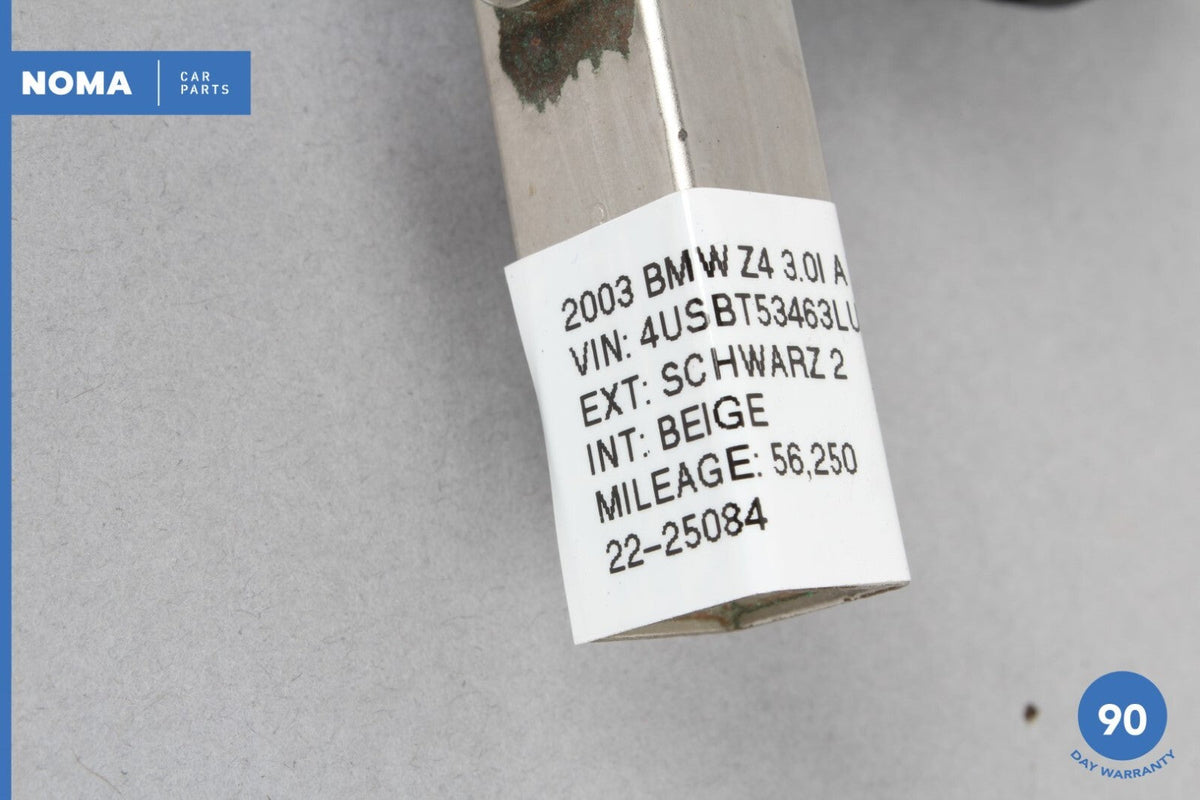 NOMA
CAR
PARTS
2003 BMW Z4 3.0I A
VIN: 4USBT53463LU
EXT: SCHWARZ 2
INT: BEIGE
MILEAGE: 56,250
22-25084
90
DAY WARRANTY